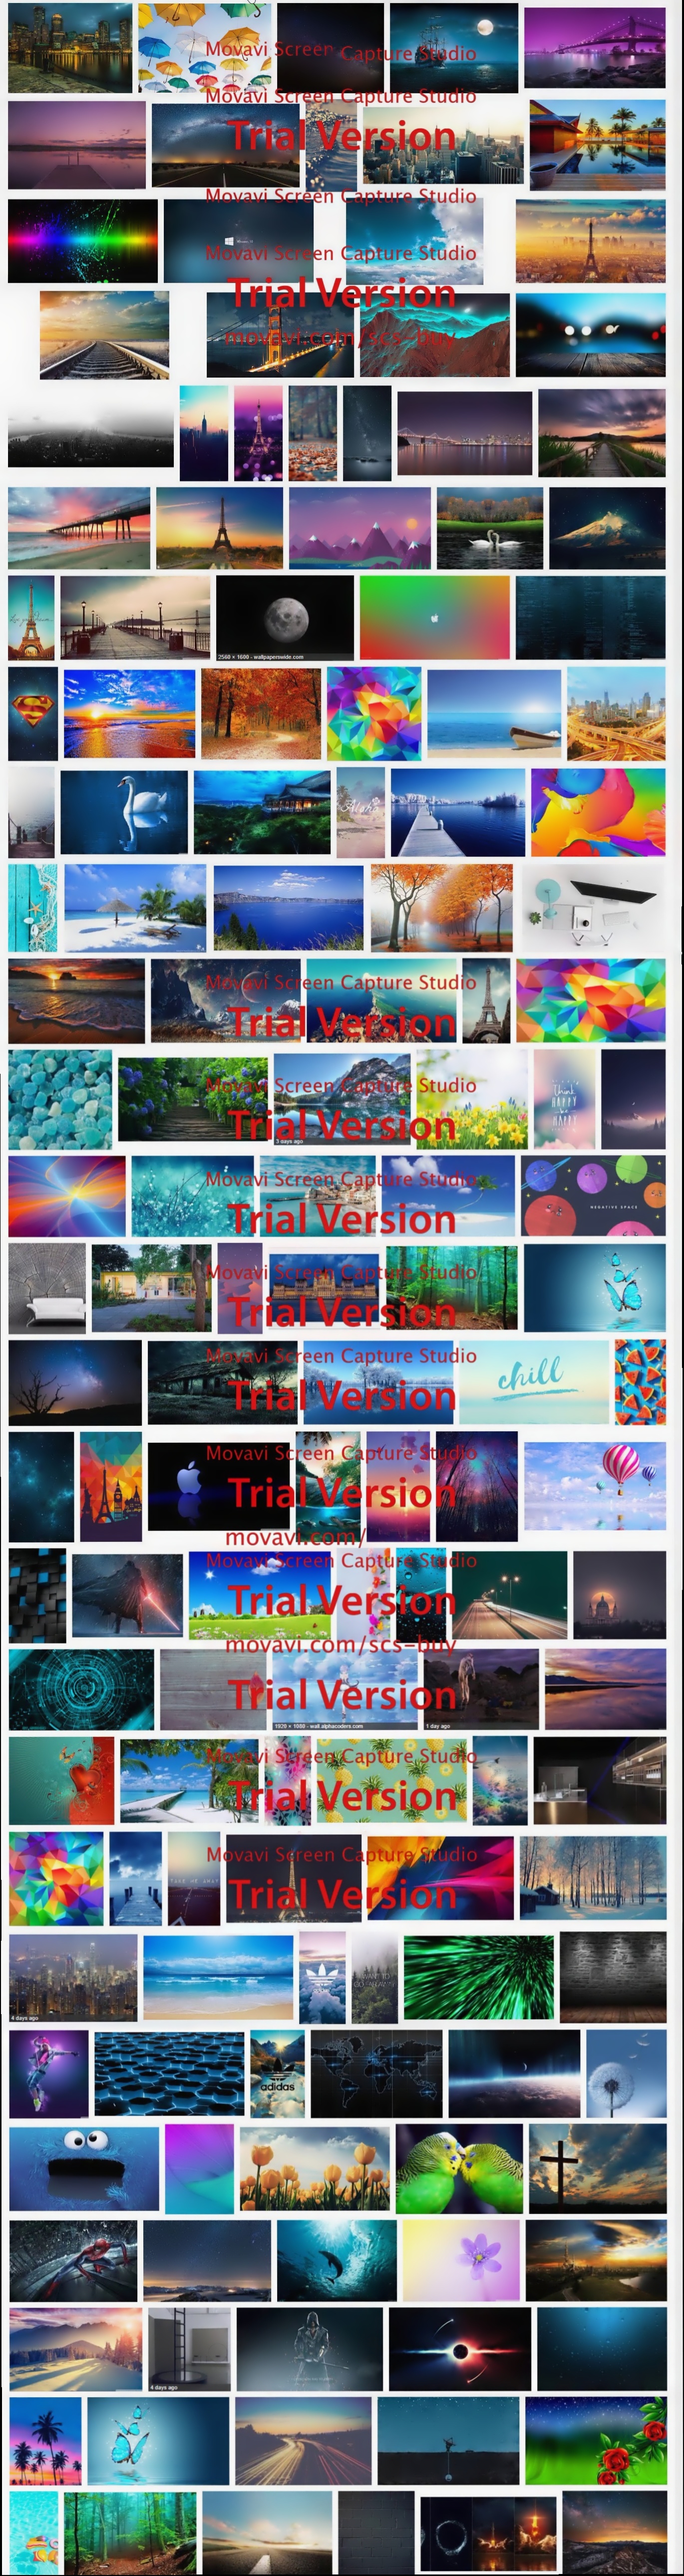 Movavi Screen Capture Studio
Movavi Screen Capture Studio
Trial Version
Movavi Screen Capture Studio
Movavi Screen Capture Studio
Trial Version
movavi.com/scs-buy
2560 × 1600 - wallpaperswide.com
Aloha
Movavi Screen Capture Studio
Trial Version
Movavi Screen Capture Studio
Trial Version
3 days ago
think
HAPPY
be
HAPPY
Movavi Screen Capture Studio
Trial Version
NEGATIVE SPACE
Movavi Screen Capture Studio
Trial Version
Movavi Screen Capture Studio
chill
Trial Version
Movavi Screen Capture Studio
Trial Version
movavi.com/
Movavi Screen Capture Studio
Trial Version
movavi.com/scs-buy
Trial Version
1920 × 1080 - wall.alphacoders.com
1 day ago
Movavi Screen Capture Studio
Trial Version
Movavi Screen Capture Studio
TAKE ME AWAY
Trial Version
4 days ago
adidas
4 days ago